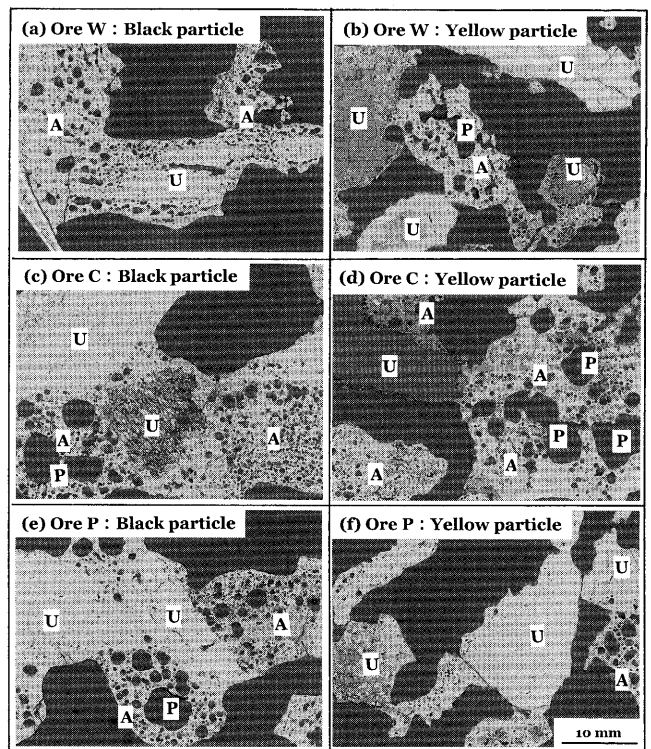 (a) Ore W : Black particle
A
A
U
(b) Ore W : Yellow particle
U
U
P
A
U
U
(c) Ore C : Black particle
U
U
A
A
P
(d) Ore C : Yellow particle
A
U
P
A
P
P
A
A
(e) Ore P : Black particle
U
U
A
P
A
(f) Ore P : Yellow particle
U
U
U
A
10 mm